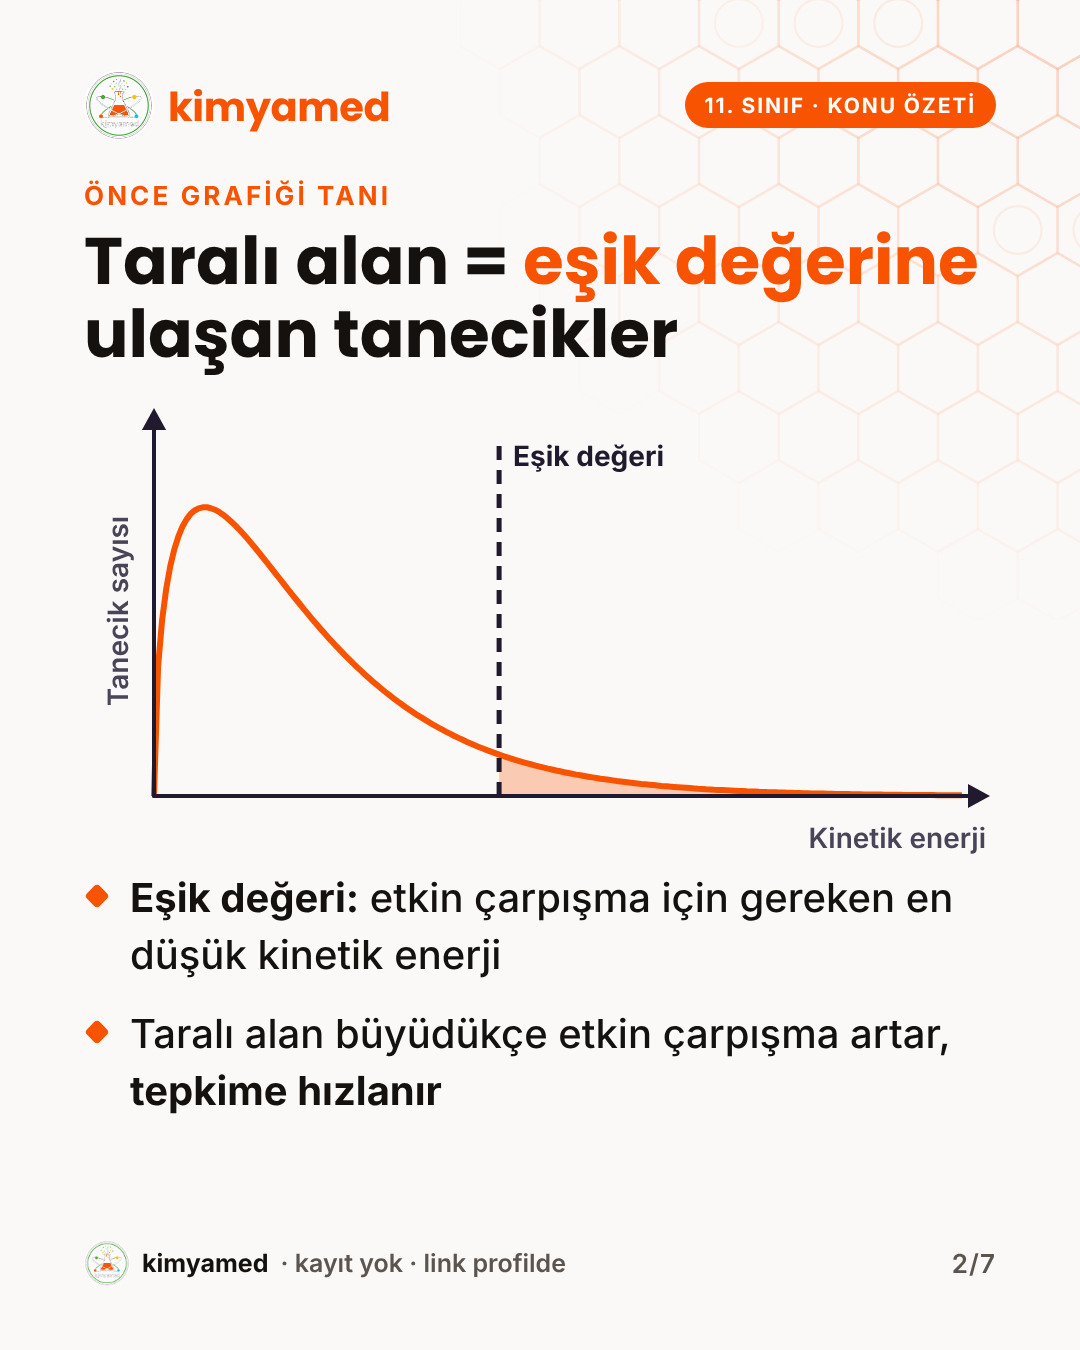 kimyamed
11. SINIF · KONU ÖZETİ
ÖNCE GRAFİĞİ TANI
Taralı alan = eşik değerine
ulaşan tanecikler
Eşik değeri
Tanecik sayısı
Kinetik enerji
Eşik değeri: etkin çarpışma için gereken en
düşük kinetik enerji
Taralı alan büyüdükçe etkin çarpışma artar,
tepkime hızlanır
kimyamed · kayıt yok · link profilde
2/7